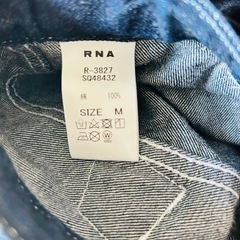 RNA
R-3827
SQ48432
綿 100%
SIZE M